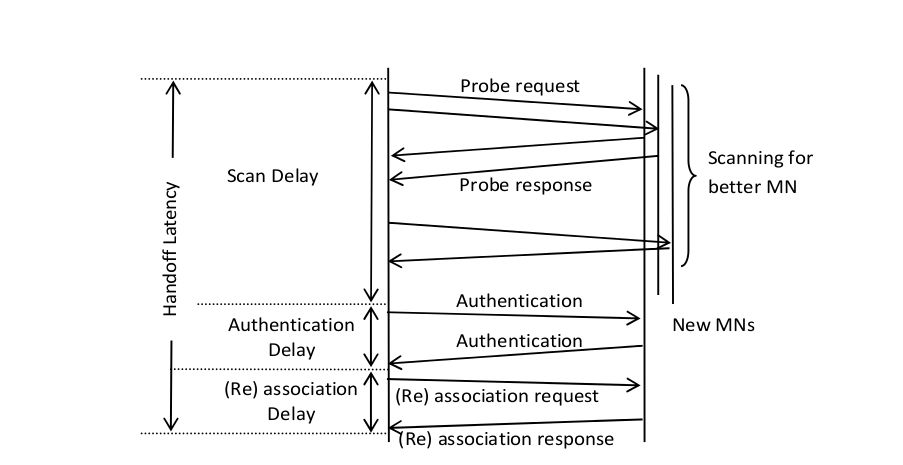 Probe request
Scanning for
better MN
Scan Delay
Probe response
Handoff Latency
Authentication
New MNs
Authentication
Delay
Authentication
(Re) association
Delay
(Re) association request
(Re) association response